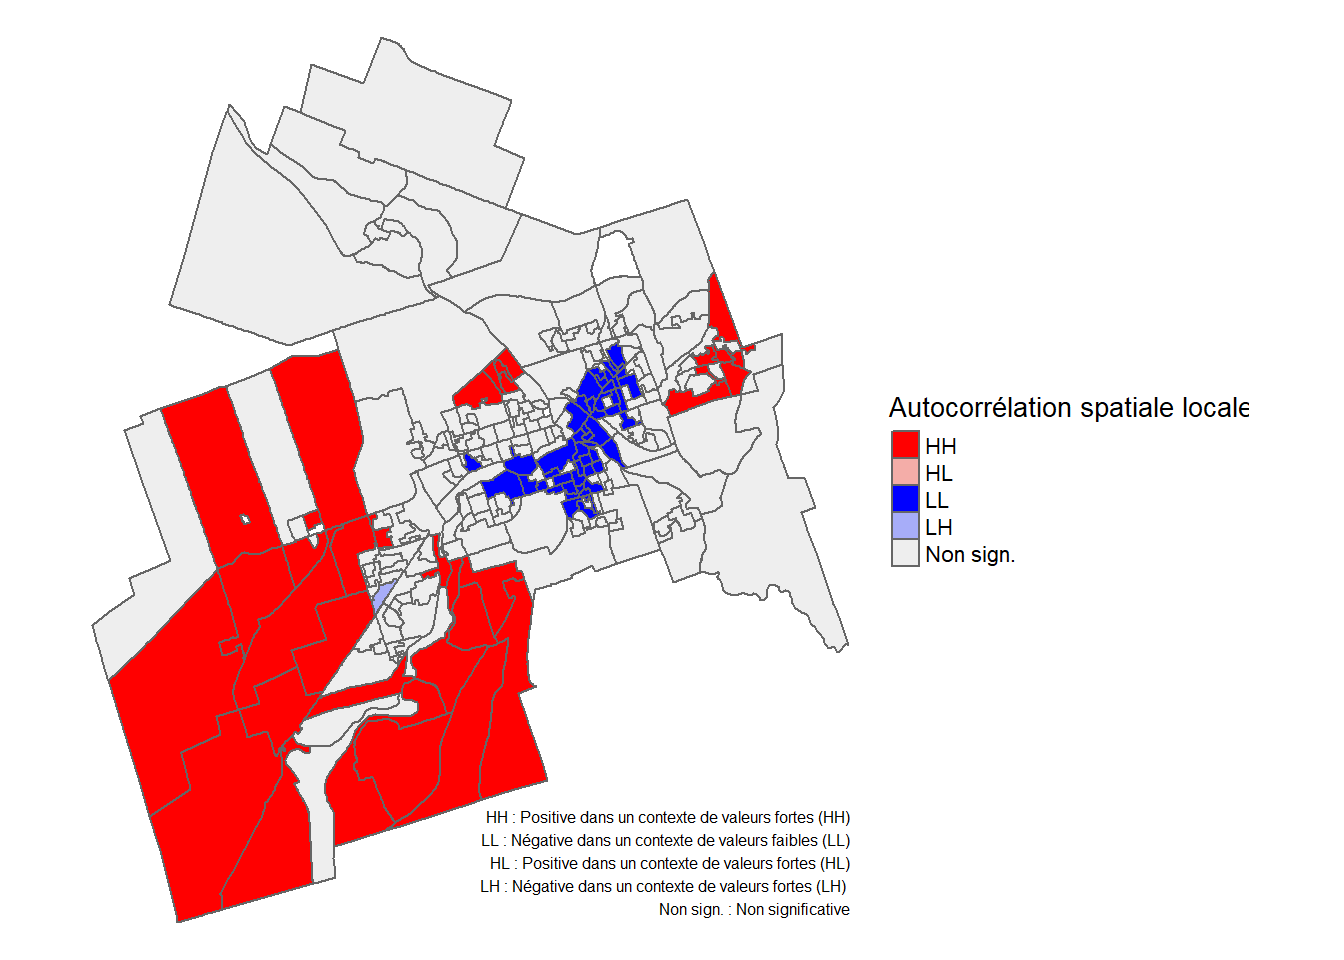 Autocorrélation spatiale locale
HH
HL
LL
LH
Non sign.
HH : Positive dans un contexte de valeurs fortes (HH)
LL : Négative dans un contexte de valeurs faibles (LL)
HL : Positive dans un contexte de valeurs fortes (HL)
LH : Négative dans un contexte de valeurs fortes (LH)
Non sign. : Non significative